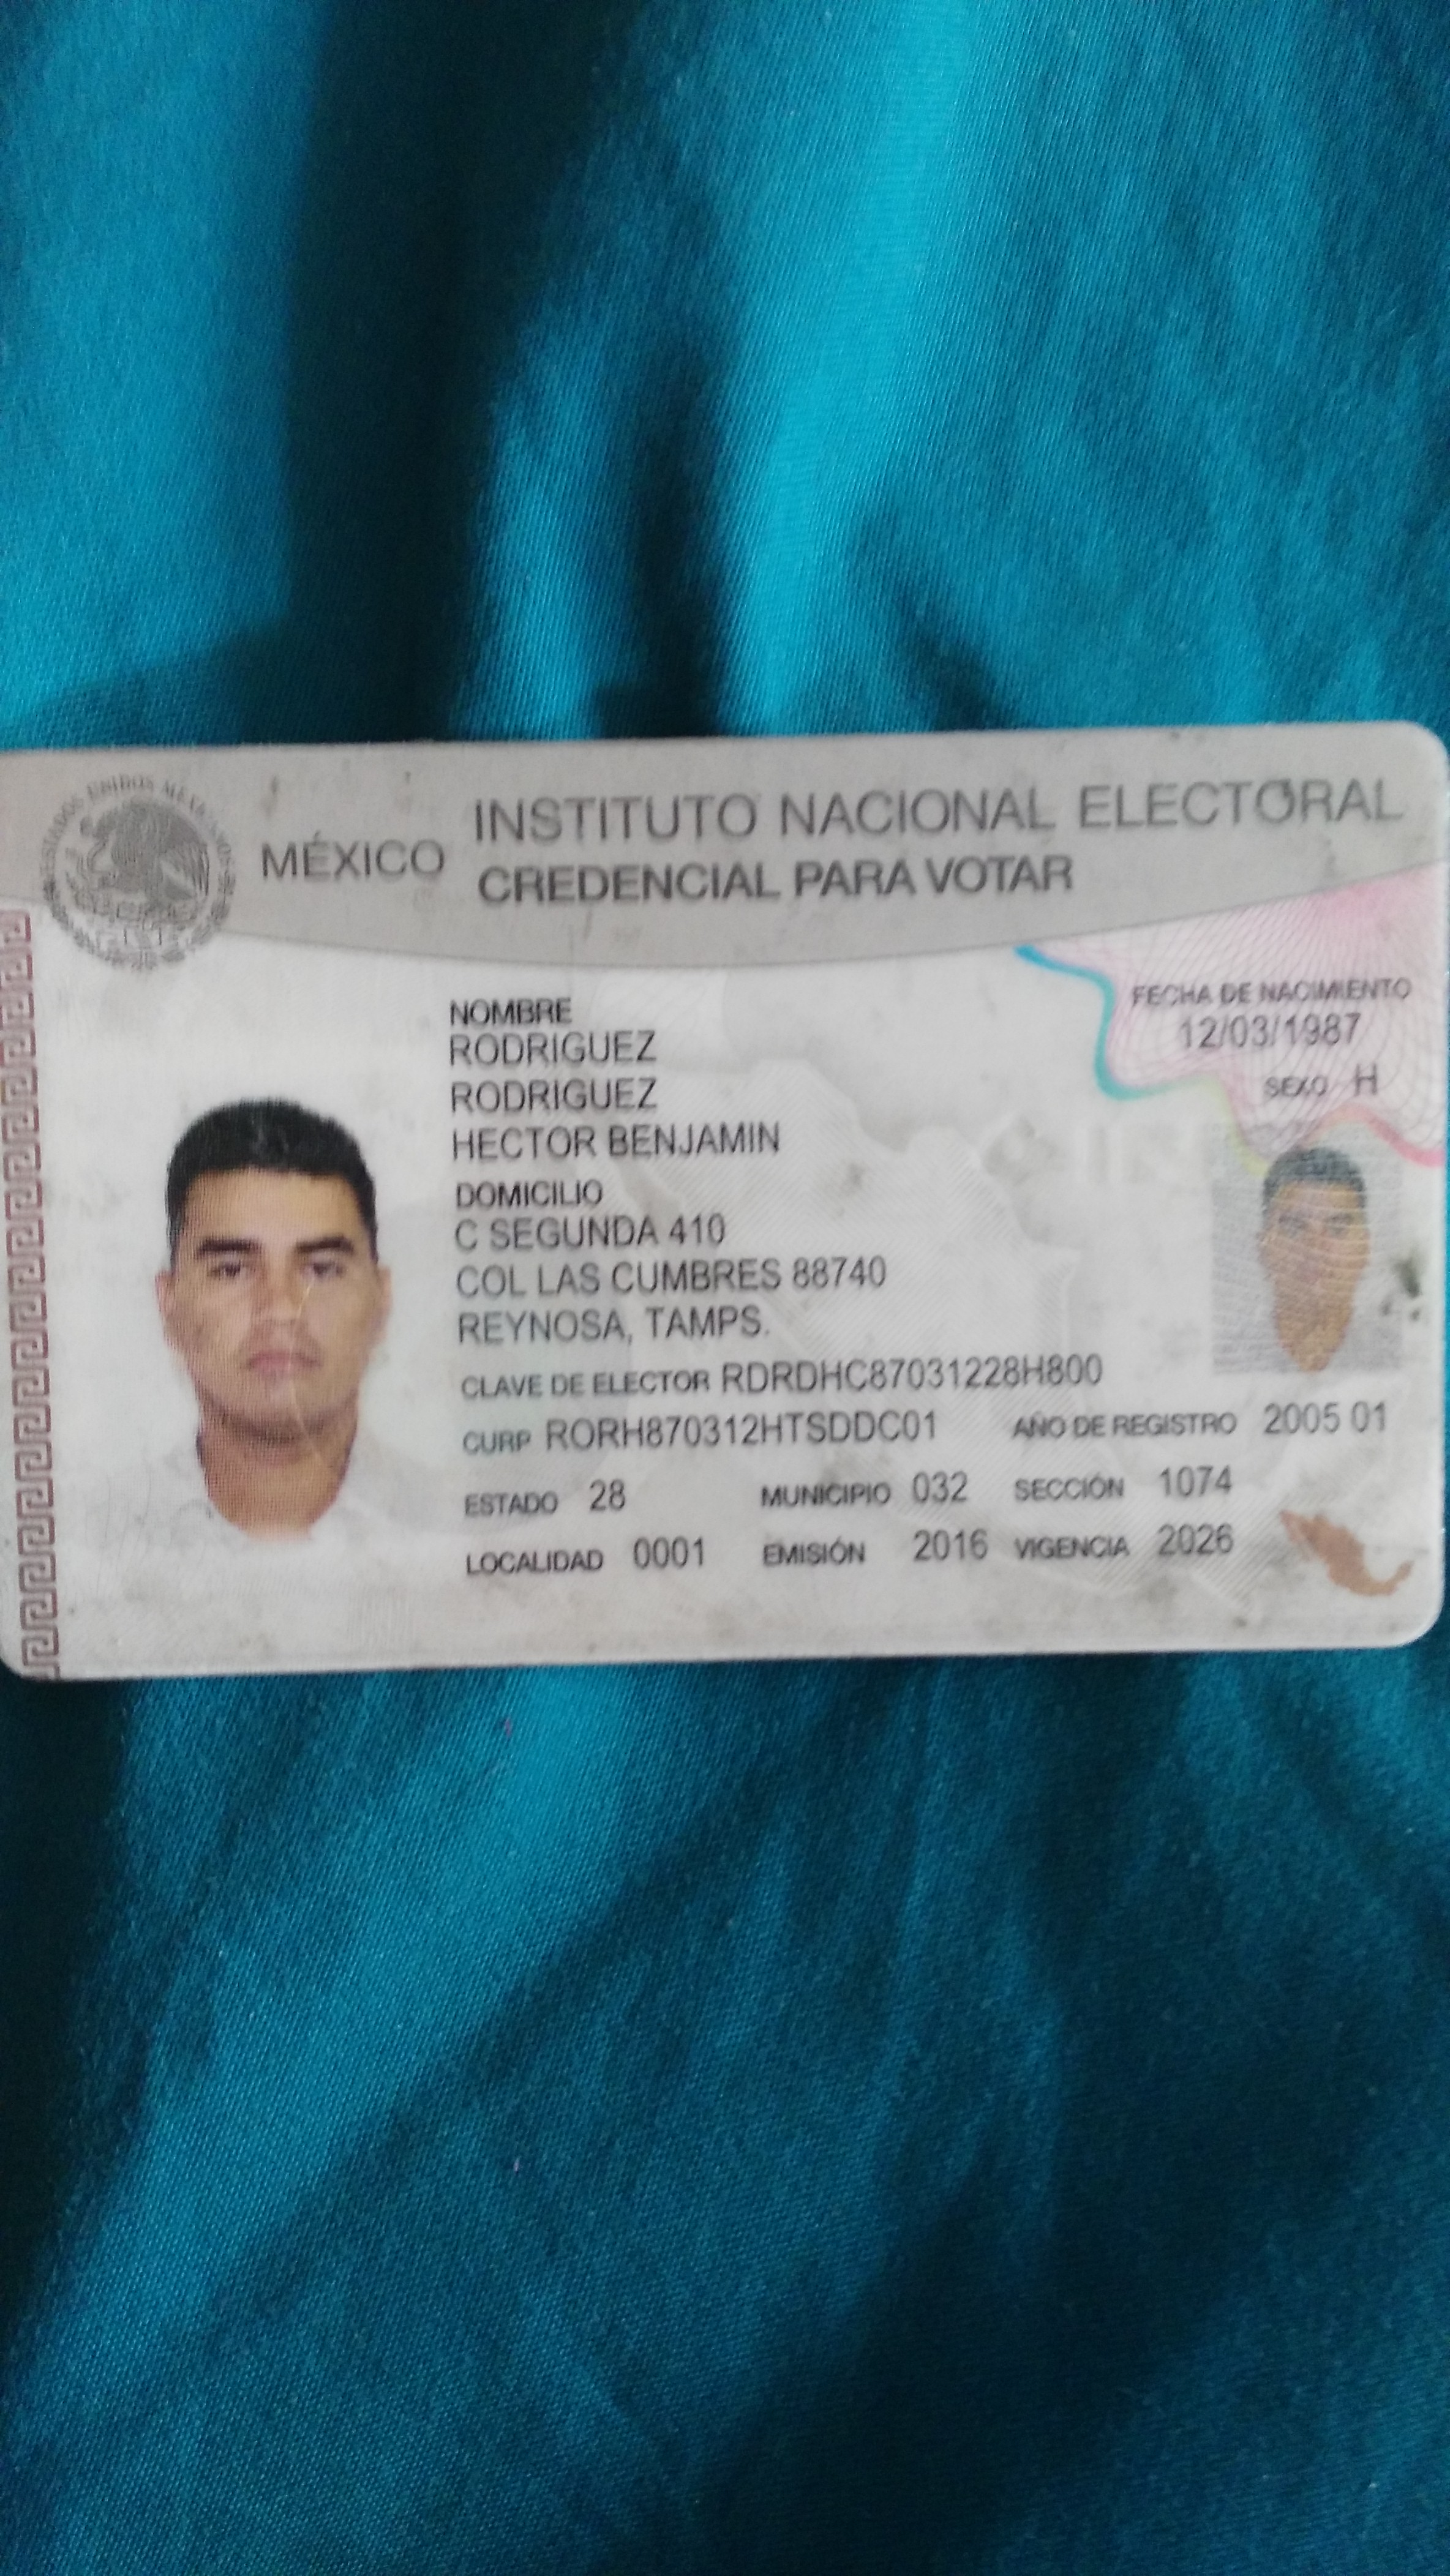 ESTADOS UNIDOS MEXICANOS
MÉXICO
INSTITUTO NACIONAL ELECTORAL
CREDENCIAL PARA VOTAR
FECHA DE NACIMIENTO
12/03/1987
SEXO H
NOMBRE
RODRIGUEZ
RODRIGUEZ
HECTOR BENJAMIN
DOMICILIO
C SEGUNDA 410
COL LAS CUMBRES 88740
REYNOSA, TAMPS.
CLAVE DE ELECTOR RDRDHC87031228H800
CURP RORH870312HTSDDC01 AÑO DE REGISTRO 2005 01
ESTADO 28 MUNICIPIO 032 SECCIÓN 1074
LOCALIDAD 0001 EMISIÓN 2016 VIGENCIA 2026